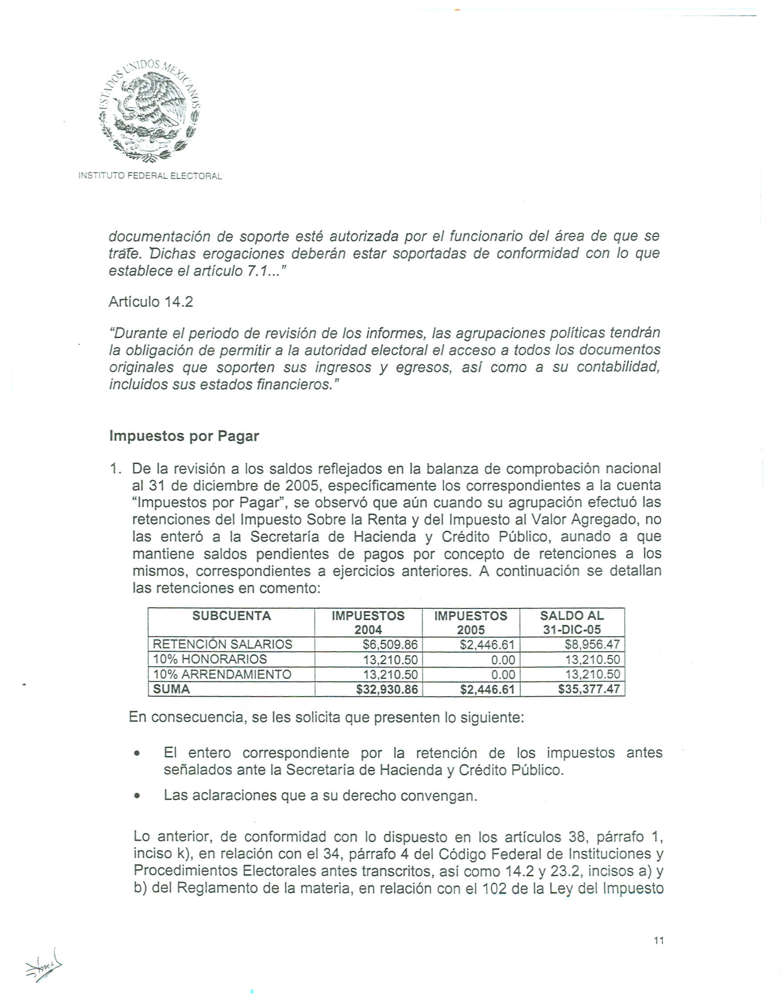 ESTADOS UNIDOS MEXICANOS
INSTITUTO FEDERAL ELECTORAL
documentación de soporte esté autorizada por el funcionario del área de que se
trate. Dichas erogaciones deberán estar soportadas de conformidad con lo que
establece el artículo 7.1..."
Artículo 14.2
“Durante el periodo de revisión de los informes, las agrupaciones políticas tendrán
la obligación de permitir a la autoridad electoral el acceso a todos los documentos
originales que soporten sus ingresos y egresos, así como a su contabilidad,
incluidos sus estados financieros.”
Impuestos por Pagar
1. De la revisión a los saldos reflejados en la balanza de comprobación nacional
al 31 de diciembre de 2005, específicamente los correspondientes a la cuenta
“Impuestos por Pagar”, se observó que aún cuando su agrupación efectuó las
retenciones del Impuesto Sobre la Renta y del Impuesto al Valor Agregado, no
las enteró a la Secretaría de Hacienda y Crédito Público, aunado a que
mantiene saldos pendientes de pagos por concepto de retenciones a los
mismos, correspondientes a ejercicios anteriores. A continuación se detallan
las retenciones en comento:
SUBCUENTA IMPUESTOS 2004 IMPUESTOS 2005 SALDO AL 31-DIC-05
RETENCIÓN SALARIOS $6,509.86 $2,446.61 $8,956.47
10% HONORARIOS 13,210.50 0.00 13,210.50
10% ARRENDAMIENTO 13,210.50 0.00 13,210.50
SUMA $32,930.86 $2,446.61 $35,377.47
En consecuencia, se les solicita que presenten lo siguiente:
• El entero correspondiente por la retención de los impuestos antes
señalados ante la Secretaría de Hacienda y Crédito Público.
• Las aclaraciones que a su derecho convengan.
Lo anterior, de conformidad con lo dispuesto en los artículos 38, párrafo 1,
inciso k), en relación con el 34, párrafo 4 del Código Federal de Instituciones y
Procedimientos Electorales antes transcritos, así como 14.2 y 23.2, incisos a) y
b) del Reglamento de la materia, en relación con el 102 de la Ley del Impuesto
11